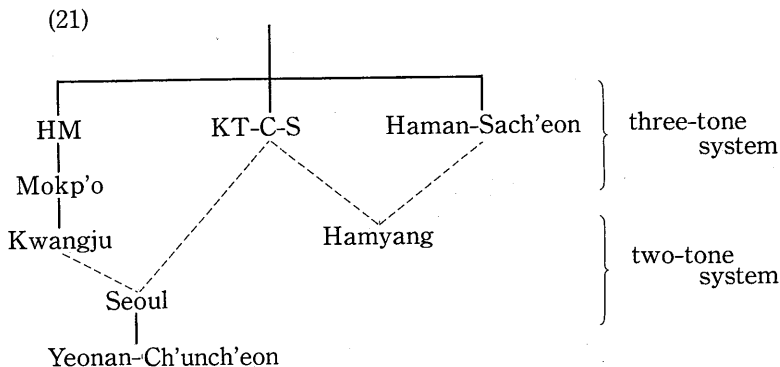 (21)
HM
KT-C-S
Haman-Sach'eon
three-tone
system
Mokp'o
Kwangju
Hamyang
two-tone
system
Seoul
Yeonan-Ch'unch'eon